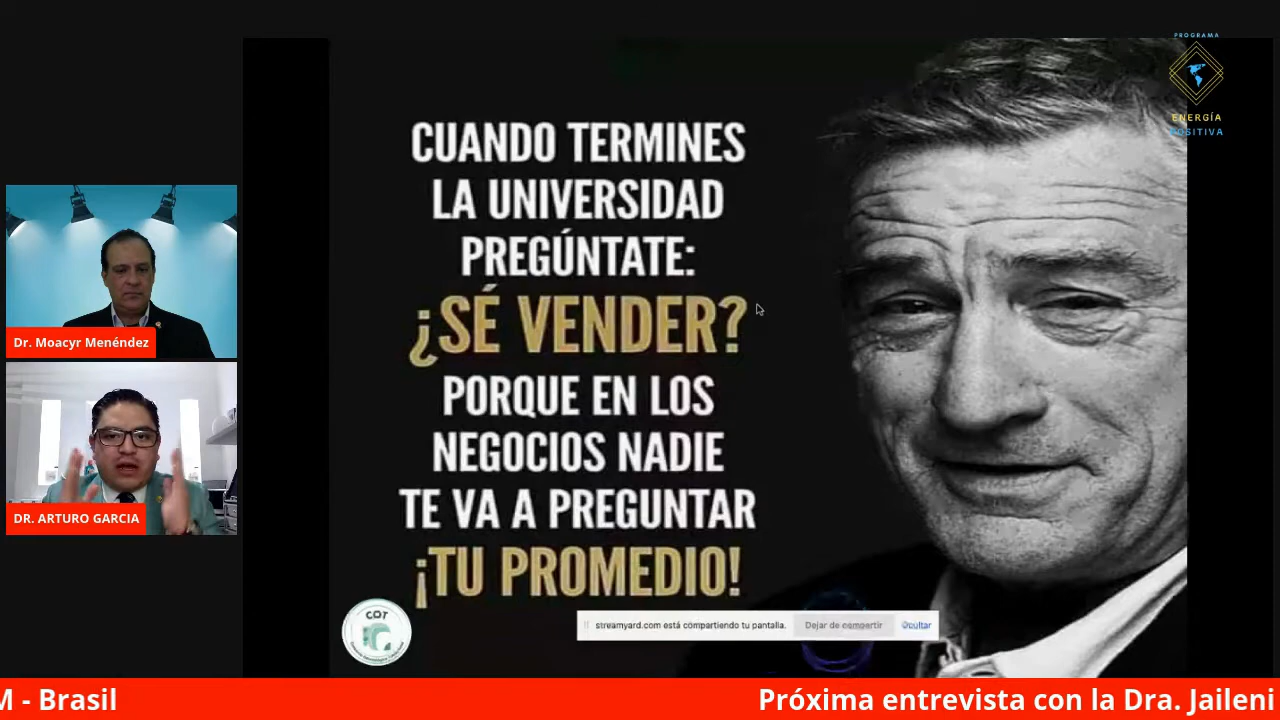 PROGRAMA
ENERGÍA
POSITIVA
CUANDO TERMINES
LA UNIVERSIDAD
PREGÚNTATE:
¿SÉ VENDER?
PORQUE EN LOS
NEGOCIOS NADIE
TE VA A PREGUNTAR
¡TU PROMEDIO!
Dr. Moacyr Menéndez
DR. ARTURO GARCIA
COT
streamyard.com está compartiendo tu pantalla.
Dejar de compartir
Ocultar
M - Brasil
Próxima entrevista con la Dra. Jaileni